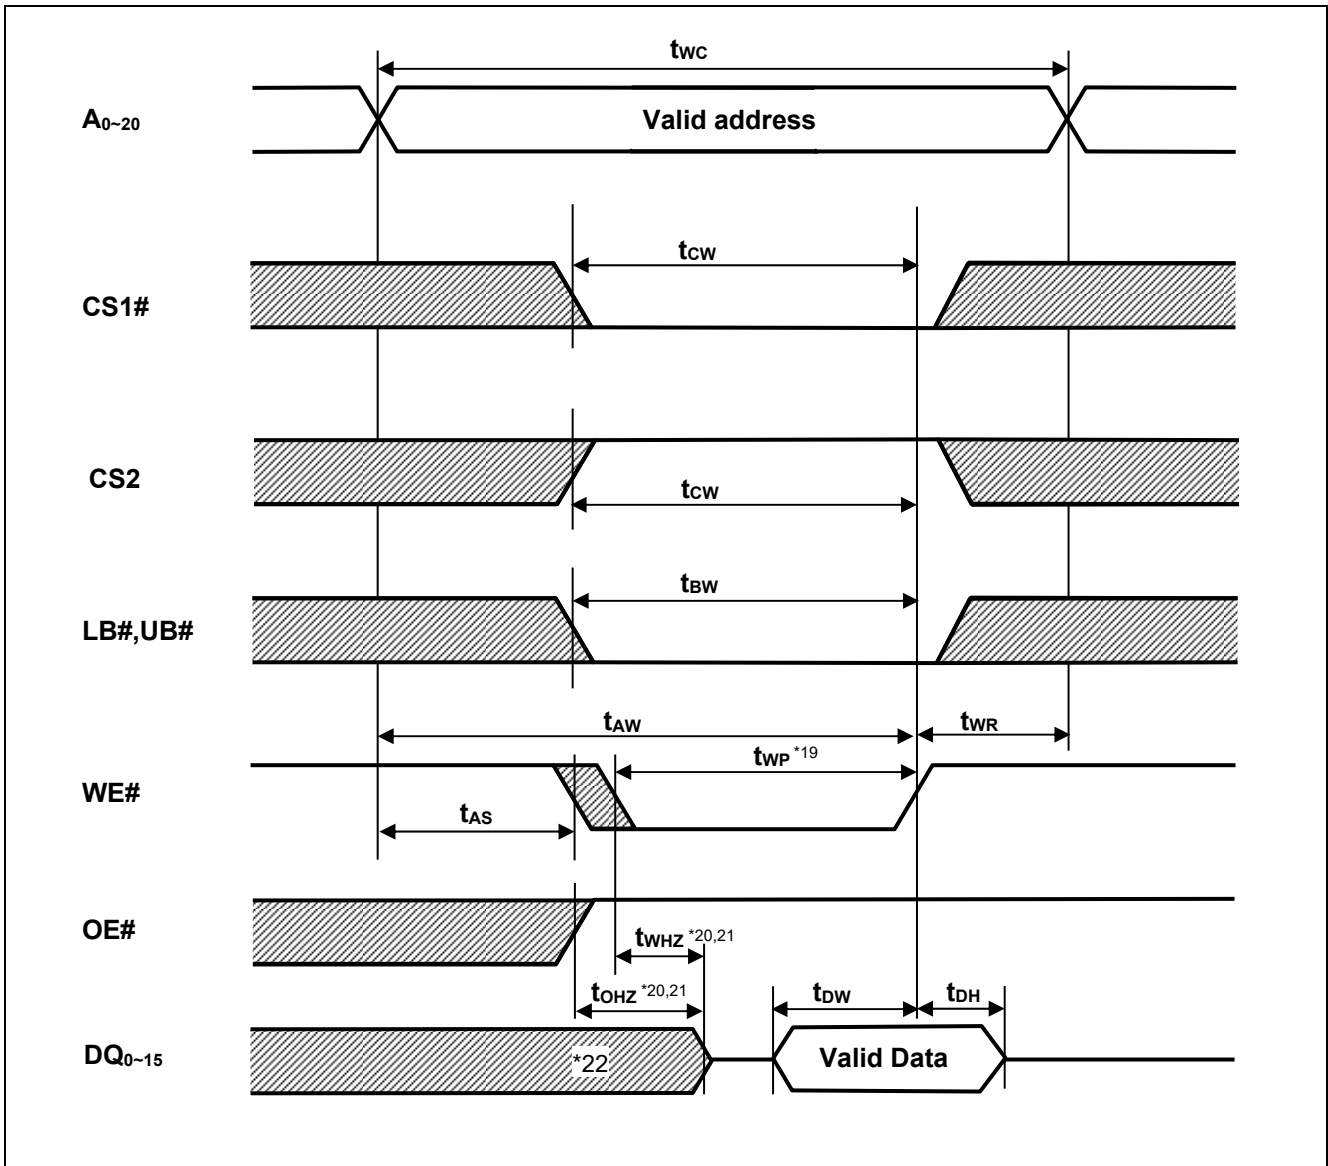 tWC
A0~20
Valid address
tCW
CS1#
CS2
tCW
tBW
LB#,UB#
tAW
tWR
tWP *19
WE#
tAS
OE#
tWHZ *20,21
tOHZ *20,21
tDW
tDH
DQ0~15
*22
Valid Data